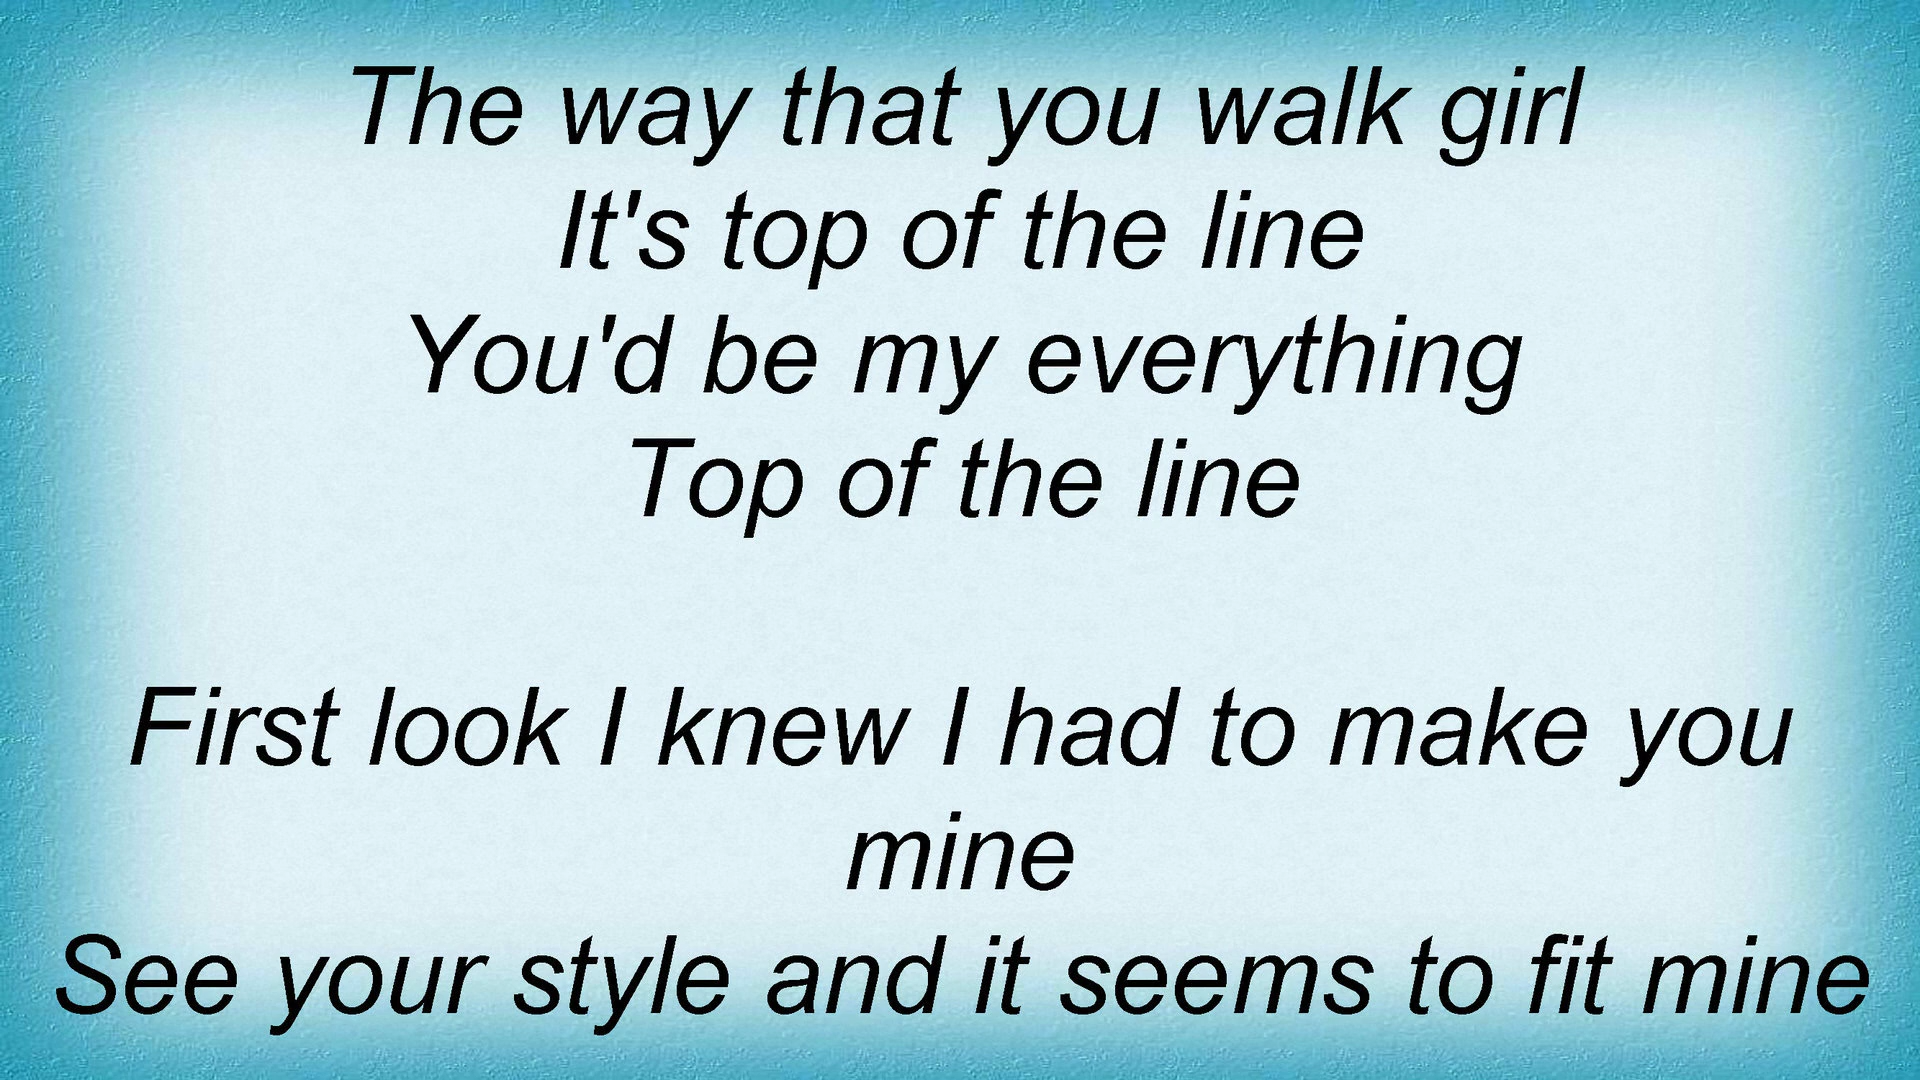 The way that you walk girl
It's top of the line
You'd be my everything
Top of the line
First look I knew I had to make you
mine
See your style and it seems to fit mine